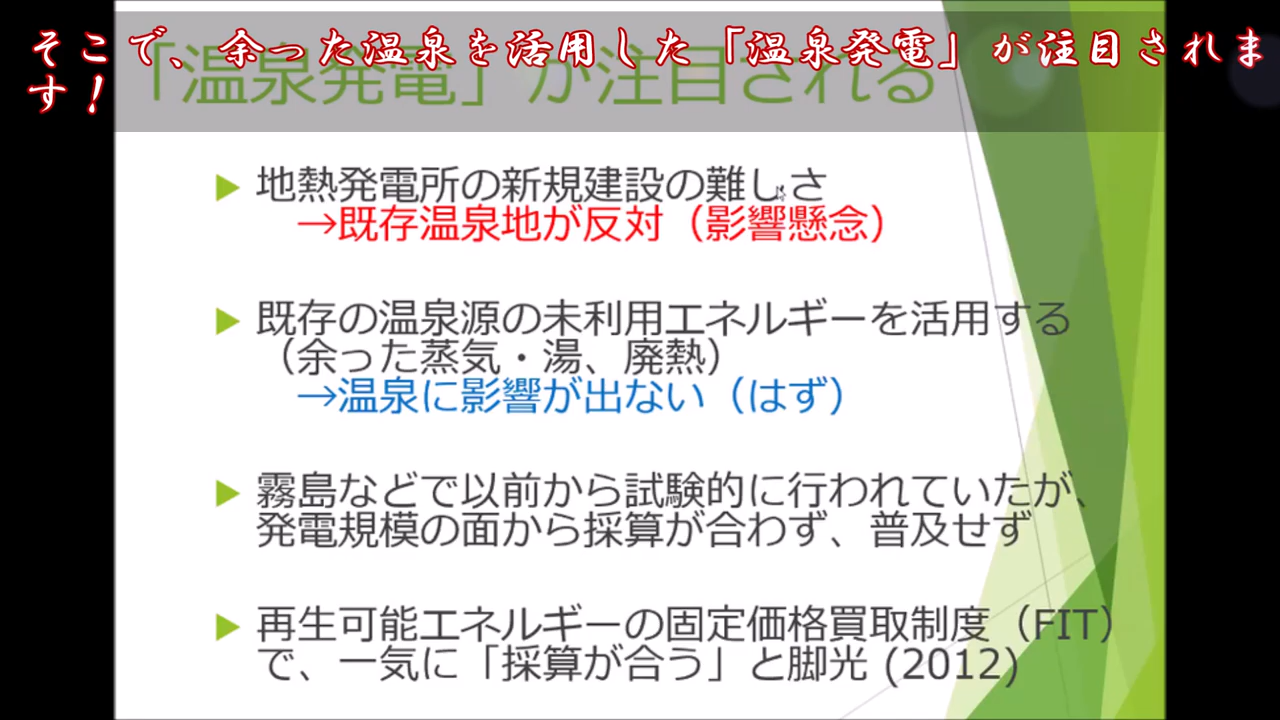 そこで、余った温泉を活用した「温泉発電」が注目されま
す！
「温泉発電」が注目される
地熱発電所の新規建設の難しさ
→既存温泉地が反対（影響懸念）
既存の温泉源の未利用エネルギーを活用する
（余った蒸気・湯、廃熱）
→温泉に影響が出ない（はず）
霧島などで以前から試験的に行われていたが、
発電規模の面から採算が合わず、普及せず
再生可能エネルギーの固定価格買取制度（FIT）
で、一気に「採算が合う」と脚光 (2012)